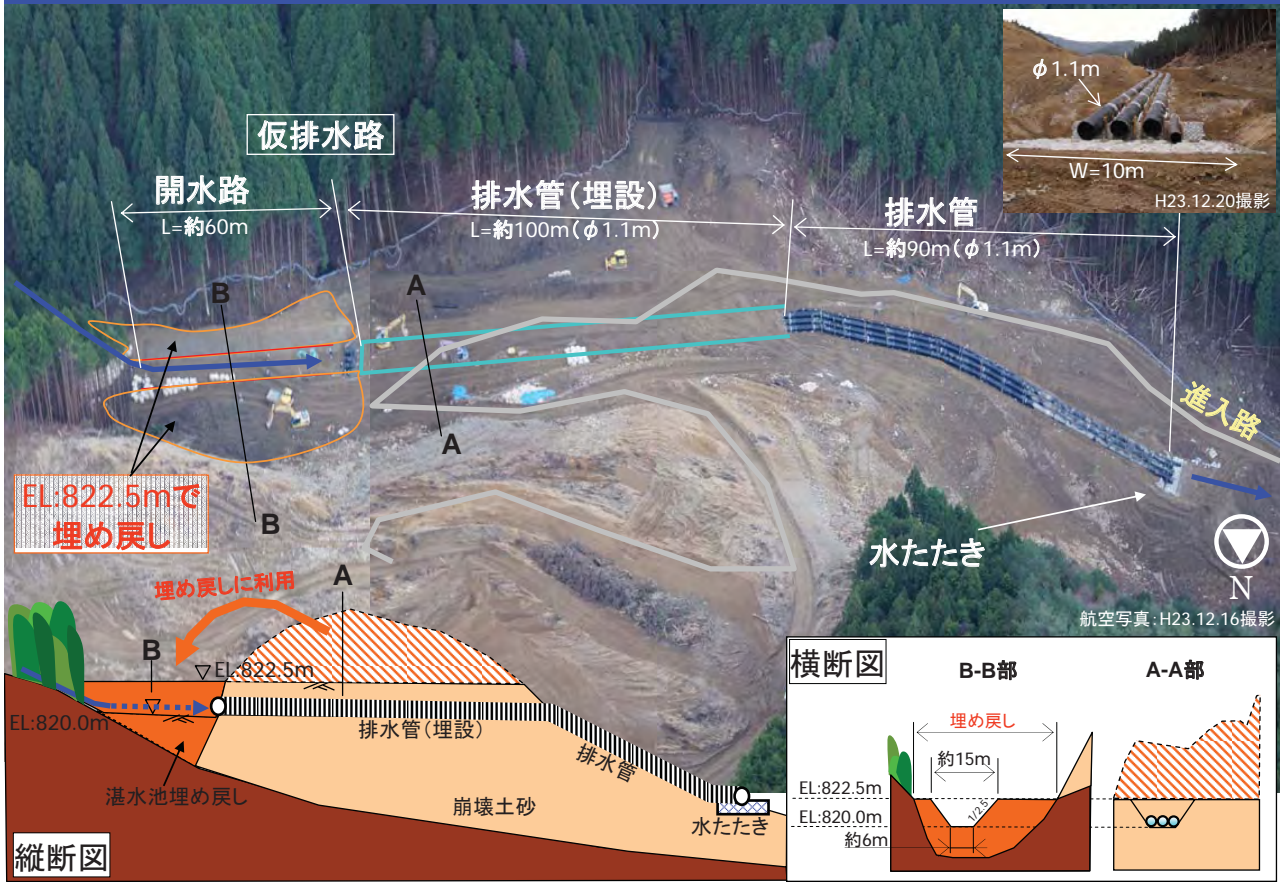 φ1.1m
W=10m
H23.12.20撮影
仮排水路
開水路
L=約60m
排水管(埋設)
L=約100m(φ1.1m)
排水管
L=約90m(φ1.1m)
B
A
A
B
進入路
EL:822.5mで
埋め戻し
水たたき
N
航空写真:H23.12.16撮影
埋め戻しに利用
A
B
EL:822.5m
EL:820.0m
排水管(埋設)
排水管
湛水池埋め戻し
崩壊土砂
水たたき
縦断図
横断図
B-B部
A-A部
埋め戻し
約15m
EL:822.5m
1/2.5
EL:820.0m
約6m